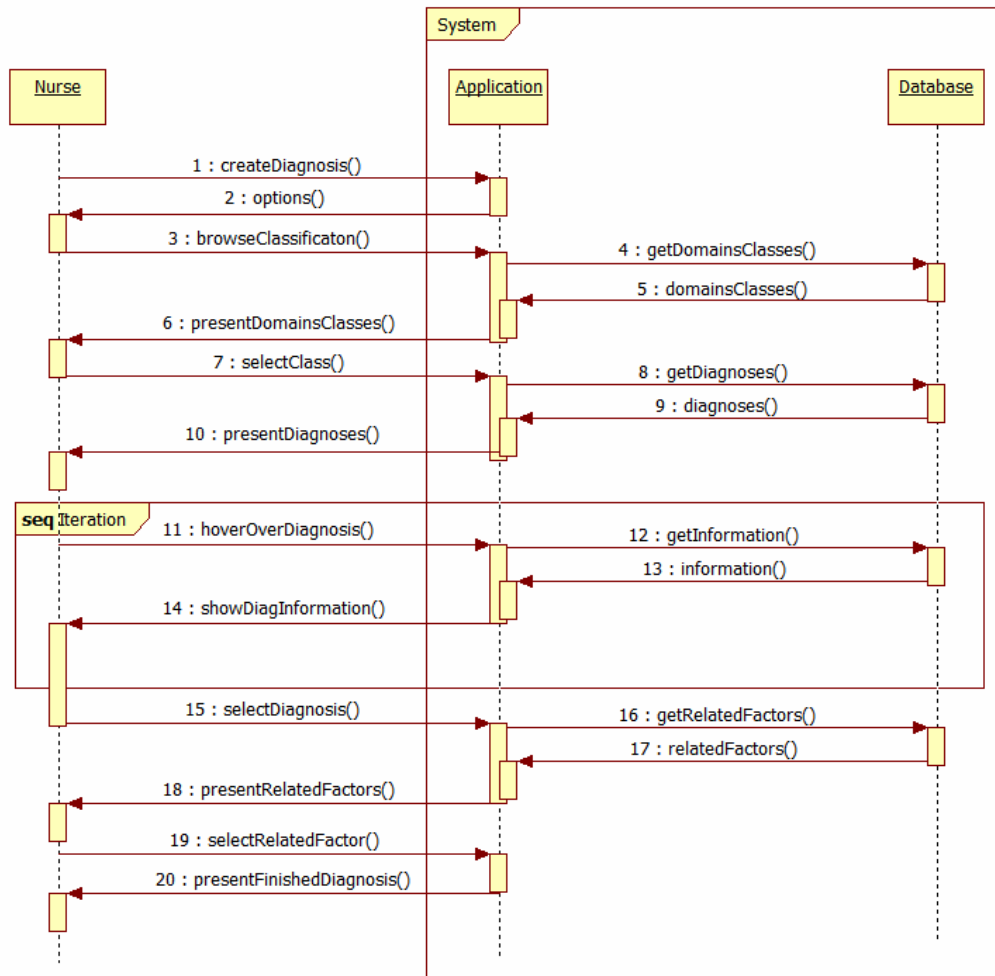 System
Nurse
Application
Database
1 : createDiagnosis()
2 : options()
3 : browseClassificaton()
4 : getDomainsClasses()
5 : domainsClasses()
6 : presentDomainsClasses()
7 : selectClass()
8 : getDiagnoses()
9 : diagnoses()
10 : presentDiagnoses()
seq Iteration
11 : hoverOverDiagnosis()
12 : getInformation()
13 : information()
14 : showDiagInformation()
15 : selectDiagnosis()
16 : getRelatedFactors()
17 : relatedFactors()
18 : presentRelatedFactors()
19 : selectRelatedFactor()
20 : presentFinishedDiagnosis()